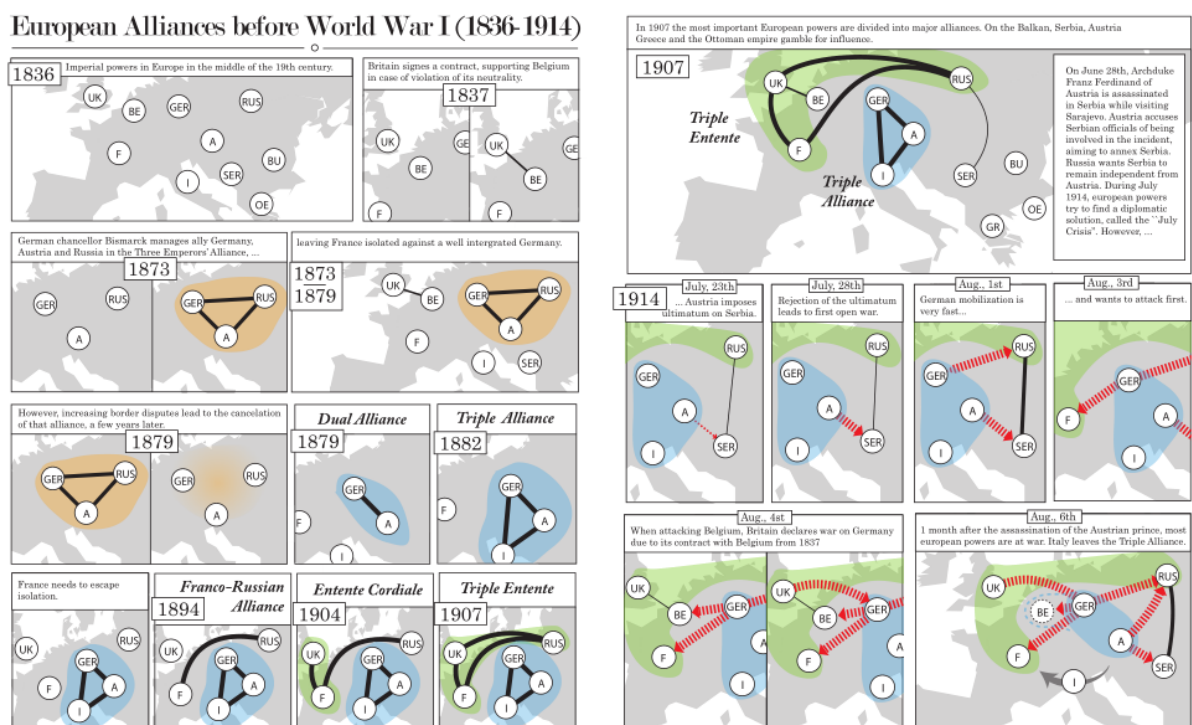 European Alliances before World War I (1836-1914)
1836
Imperial powers in Europe in the middle of the 19th century.
UK
BE
GER
RUS
F
A
BU
I
SER
OE
Britain signs a contract, supporting Belgium
in case of violation of its neutrality.
1837
UK
GE
BE
F
UK
GE
BE
F
German chancellor Bismarck manages ally Germany,
Austria and Russia in the Three Emperors' Alliance, ...
1873
GER
RUS
A
GER
RUS
A
leaving France isolated against a well intergrated Germany.
1873
1879
UK
BE
GER
RUS
F
A
I
SER
However, increasing border disputes lead to the cancelation
of that alliance, a few years later.
1879
GER
RUS
A
GER
RUS
A
Dual Alliance
1879
GER
A
F
I
Triple Alliance
1882
GER
F
A
I
France needs to escape
isolation.
UK
RUS
GER
F
A
I
Franco-Russian
Alliance
1894
UK
RUS
GER
F
A
I
Entente Cordiale
1904
UK
RUS
GER
F
A
I
Triple Entente
1907
UK
RUS
GER
F
A
I
In 1907 the most important European powers are divided into major alliances. On the Balkan, Serbia, Austria
Greece and the Ottoman empire gamble for influence.
1907
UK
BE
GER
RUS
Triple
Entente
F
A
Triple
Alliance
I
SER
BU
OE
GR
On June 28th, Archduke
Franz Ferdinand of
Austria is assassinated
in Serbia while visiting
Sarajevo. Austria accuses
Serbian officials of being
involved in the incident,
aiming to annex Serbia.
Russia wants Serbia to
remain independent from
Austria. During July
1914, european powers
try to find a diplomatic
solution, called the ``July
Crisis". However, ...
1914
July, 23th
... Austria imposes
ultimatum on Serbia.
RUS
GER
A
SER
I
July, 28th
Rejection of the ultimatum
leads to first open war.
RUS
GER
A
SER
I
Aug., 1st
German mobilization is
very fast...
RUS
GER
A
SER
I
Aug., 3rd
... and wants to attack first.
GER
F
A
I
Aug., 4st
When attacking Belgium, Britain declares war on Germany
due to its contract with Belgium from 1837
UK
BE
GER
F
A
I
UK
BE
GER
F
A
I
Aug., 6th
1 month after the assassination of the Austrian prince, most
european powers are at war. Italy leaves the Triple Alliance.
UK
BE
GER
RUS
F
A
SER
I